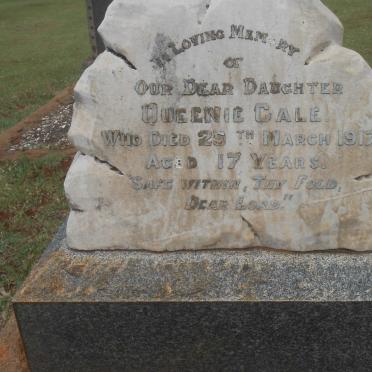 In Loving Memory
of
Our Dear Daughter
Queenie Gale
Who Died 25th March 1917
Aged 17 Years.
"Safe Within, Thy Fold,
Dear Lord."